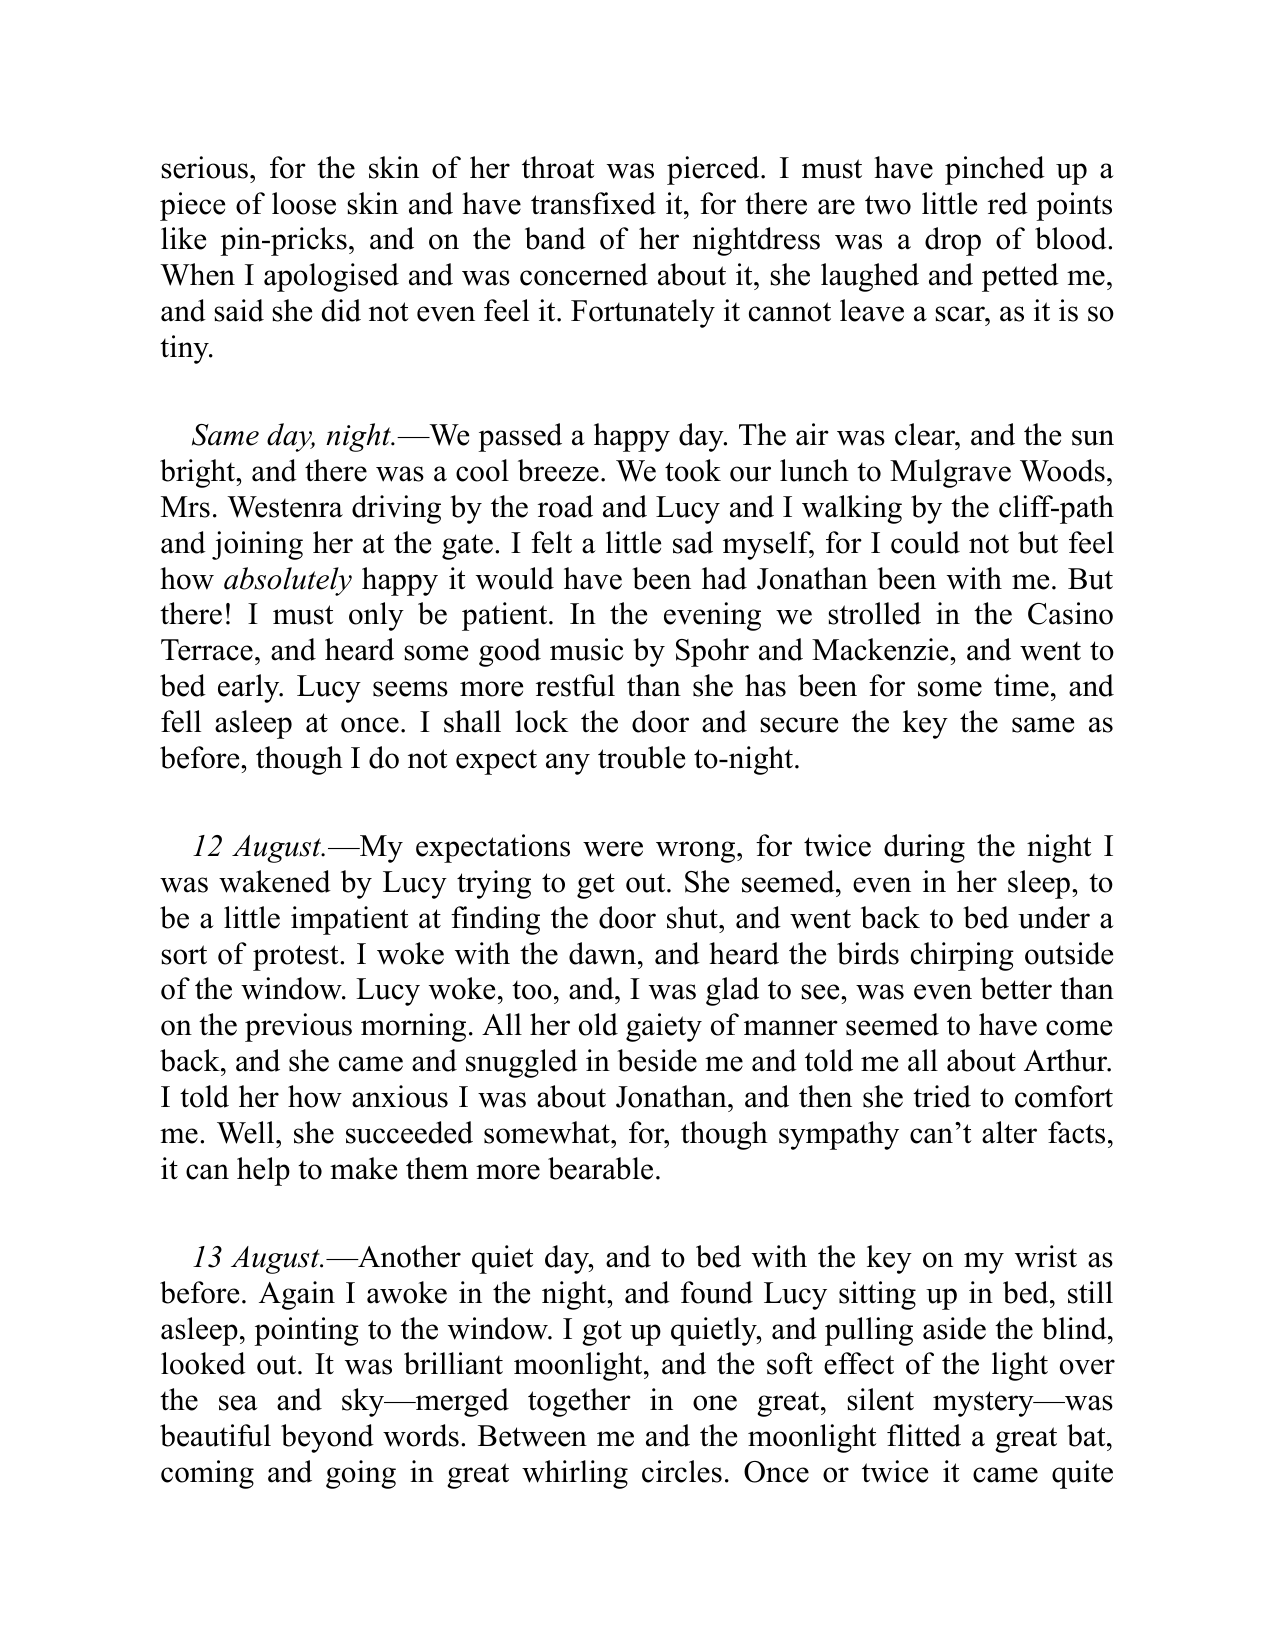 serious, for the skin of her throat was pierced. I must have pinched up a
piece of loose skin and have transfixed it, for there are two little red points
like pin-pricks, and on the band of her nightdress was a drop of blood.
When I apologised and was concerned about it, she laughed and petted me,
and said she did not even feel it. Fortunately it cannot leave a scar, as it is so
tiny.
Same day, night.—We passed a happy day. The air was clear, and the sun
bright, and there was a cool breeze. We took our lunch to Mulgrave Woods,
Mrs. Westenra driving by the road and Lucy and I walking by the cliff-path
and joining her at the gate. I felt a little sad myself, for I could not but feel
how absolutely happy it would have been had Jonathan been with me. But
there! I must only be patient. In the evening we strolled in the Casino
Terrace, and heard some good music by Spohr and Mackenzie, and went to
bed early. Lucy seems more restful than she has been for some time, and
fell asleep at once. I shall lock the door and secure the key the same as
before, though I do not expect any trouble to-night.
12 August.—My expectations were wrong, for twice during the night I
was wakened by Lucy trying to get out. She seemed, even in her sleep, to
be a little impatient at finding the door shut, and went back to bed under a
sort of protest. I woke with the dawn, and heard the birds chirping outside
of the window. Lucy woke, too, and, I was glad to see, was even better than
on the previous morning. All her old gaiety of manner seemed to have come
back, and she came and snuggled in beside me and told me all about Arthur.
I told her how anxious I was about Jonathan, and then she tried to comfort
me. Well, she succeeded somewhat, for, though sympathy can’t alter facts,
it can help to make them more bearable.
13 August.—Another quiet day, and to bed with the key on my wrist as
before. Again I awoke in the night, and found Lucy sitting up in bed, still
asleep, pointing to the window. I got up quietly, and pulling aside the blind,
looked out. It was brilliant moonlight, and the soft effect of the light over
the sea and sky—merged together in one great, silent mystery—was
beautiful beyond words. Between me and the moonlight flitted a great bat,
coming and going in great whirling circles. Once or twice it came quite